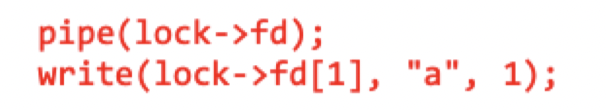 pipe(lock->fd);
write(lock->fd[1], "a", 1);